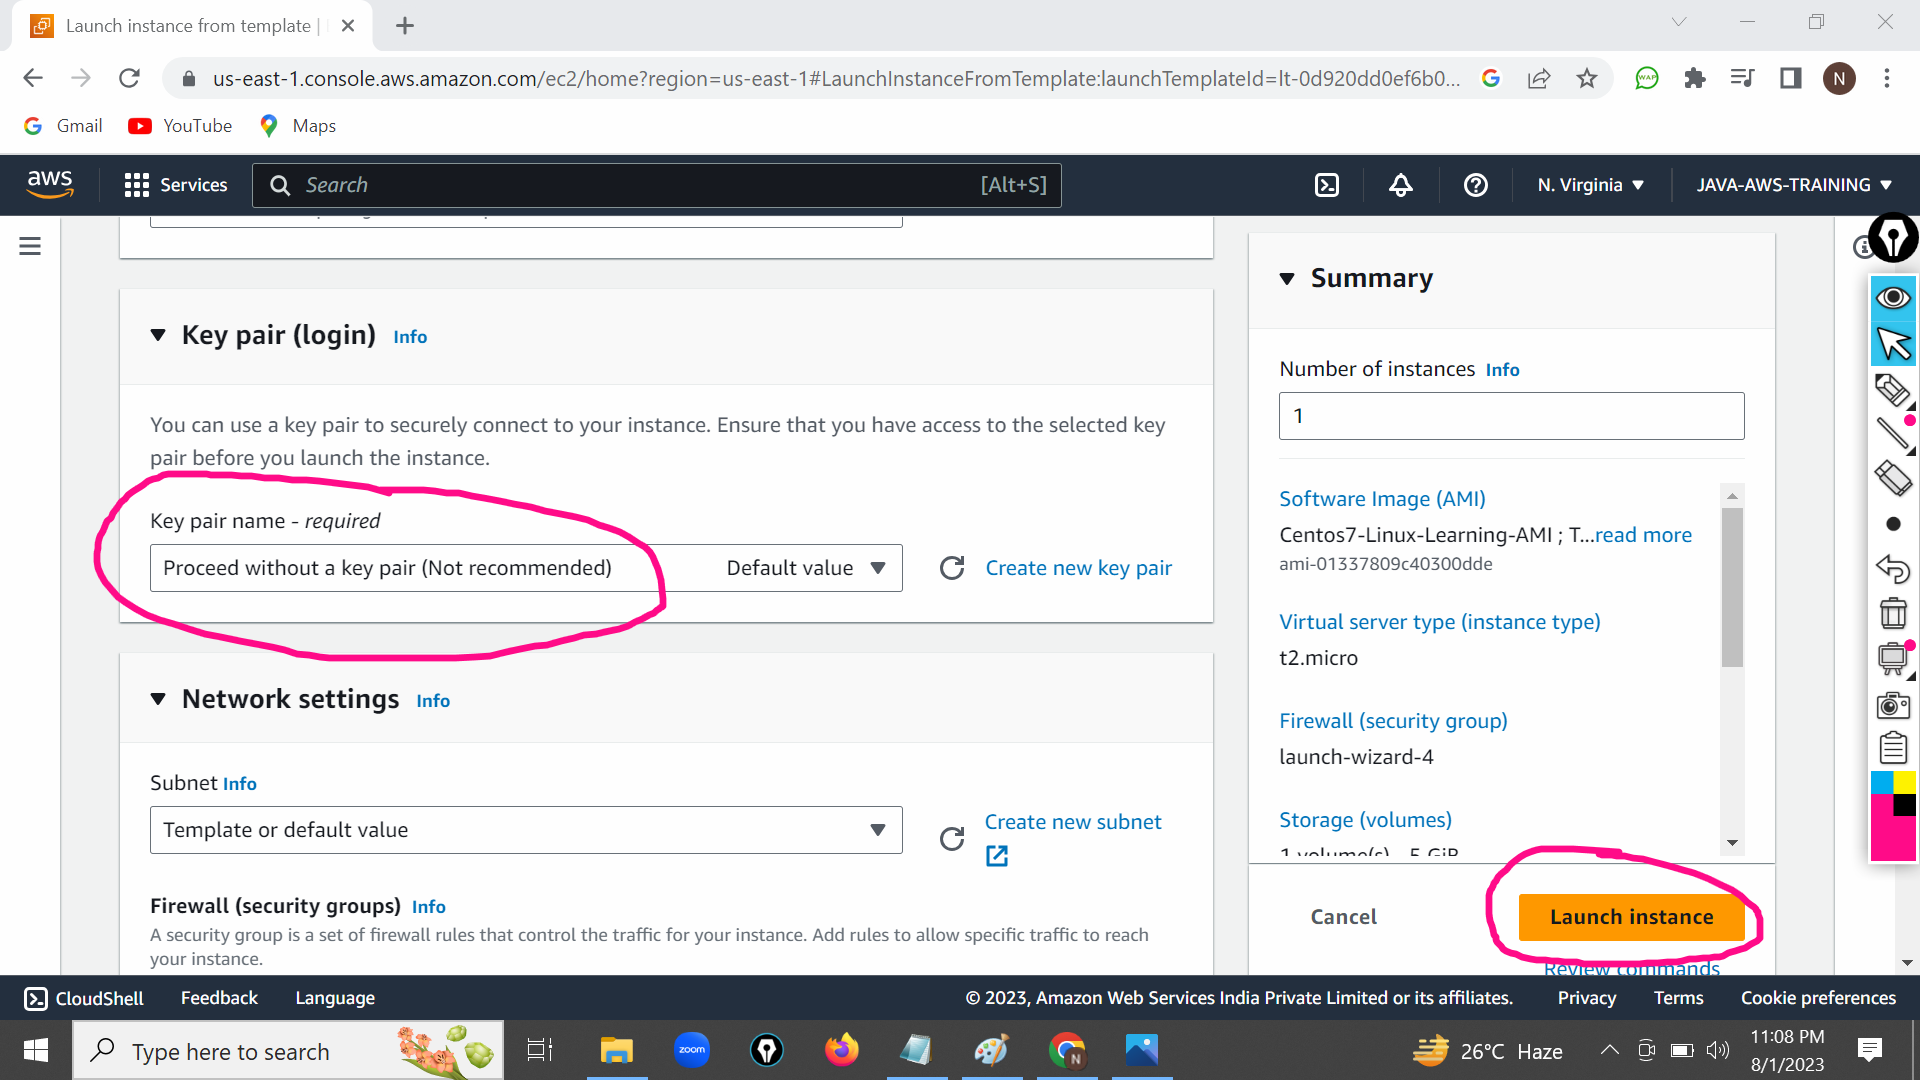 Launch instance from template |
us-east-1.console.aws.amazon.com/ec2/home?region=us-east-1#LaunchInstanceFromTemplate:launchTemplateId=lt-0d920dd0ef6b0...
N
Gmail
YouTube
Maps
aws
Services
Search
[Alt+S]
N. Virginia
JAVA-AWS-TRAINING
Key pair (login) Info
You can use a key pair to securely connect to your instance. Ensure that you have access to the selected key
pair before you launch the instance.
Key pair name - required
Proceed without a key pair (Not recommended) Default value
Create new key pair
Network settings Info
Subnet Info
Template or default value
Create new subnet
Firewall (security groups) Info
A security group is a set of firewall rules that control the traffic for your instance. Add rules to allow specific traffic to reach
your instance.
Summary
Number of instances Info
1
Software Image (AMI)
Centos7-Linux-Learning-AMI ; T...read more
ami-01337809c40300dde
Virtual server type (instance type)
t2.micro
Firewall (security group)
launch-wizard-4
Storage (volumes)
1 volume(s) - 5 GiB
Cancel
Launch instance
Review commands
CloudShell
Feedback
Language
© 2023, Amazon Web Services India Private Limited or its affiliates.
Privacy
Terms
Cookie preferences
Type here to search
zoom
N
26°C Haze
11:08 PM
8/1/2023